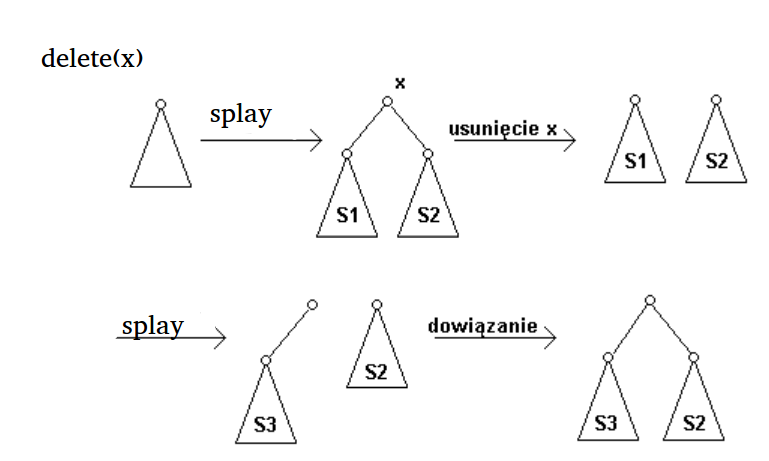 delete(x)
x
splay
usunięcie x
S1
S2
S1
S2
splay
dowiązanie
S2
S3
S3
S2